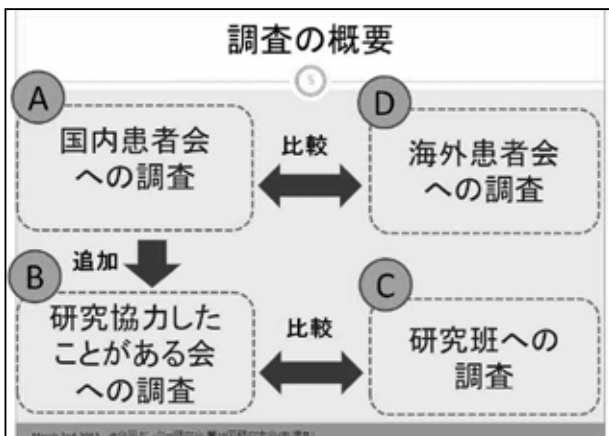 調査の概要
5
A
国内患者会
への調査
比較
D
海外患者会
への調査
追加
B
研究協力した
ことがある会
への調査
比較
C
研究班への
調査